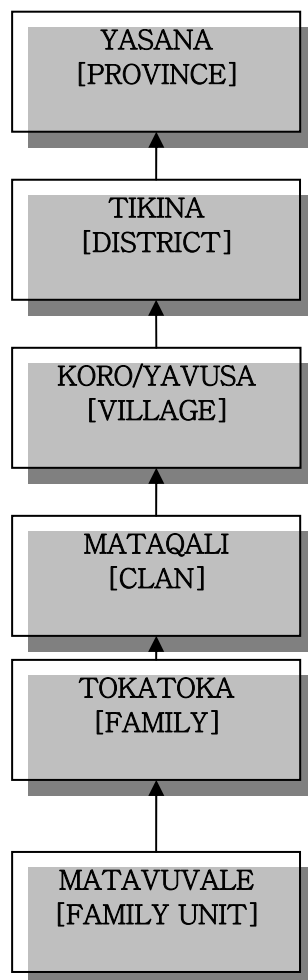 YASANA
[PROVINCE]
TIKINA
[DISTRICT]
KORO/YAVUSA
[VILLAGE]
MATAQALI
[CLAN]
TOKATOKA
[FAMILY]
MATAVUVALE
[FAMILY UNIT]